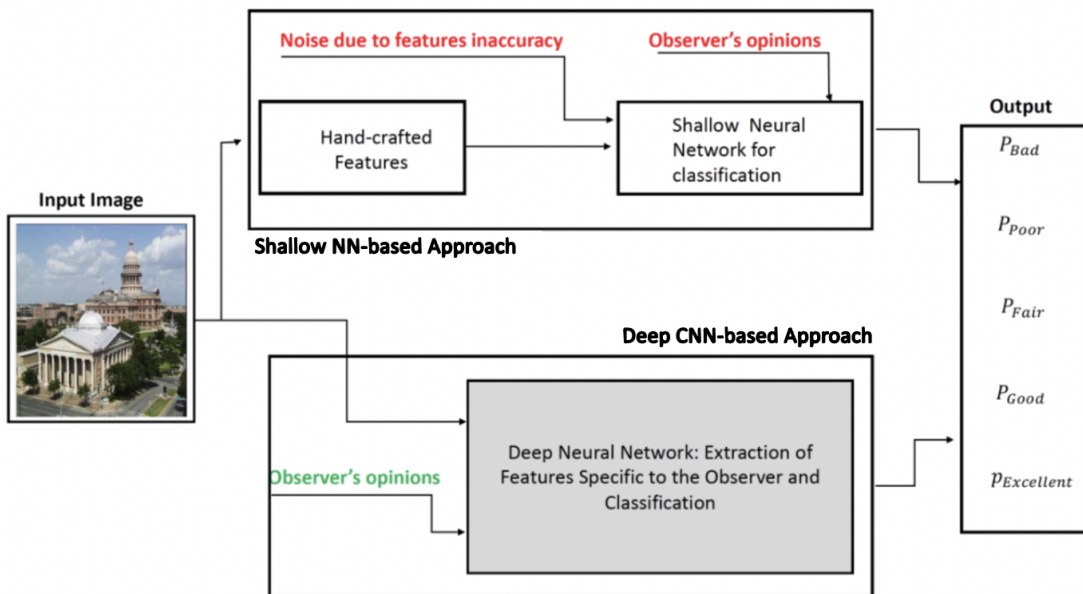 Noise due to features inaccuracy
Observer's opinions
Hand-crafted
Features
Shallow Neural
Network for
classification
Shallow NN-based Approach
Input Image
Output
P_Bad
P_Poor
P_Fair
P_Good
p_Excellent
Deep CNN-based Approach
Observer's opinions
Deep Neural Network: Extraction of
Features Specific to the Observer and
Classification